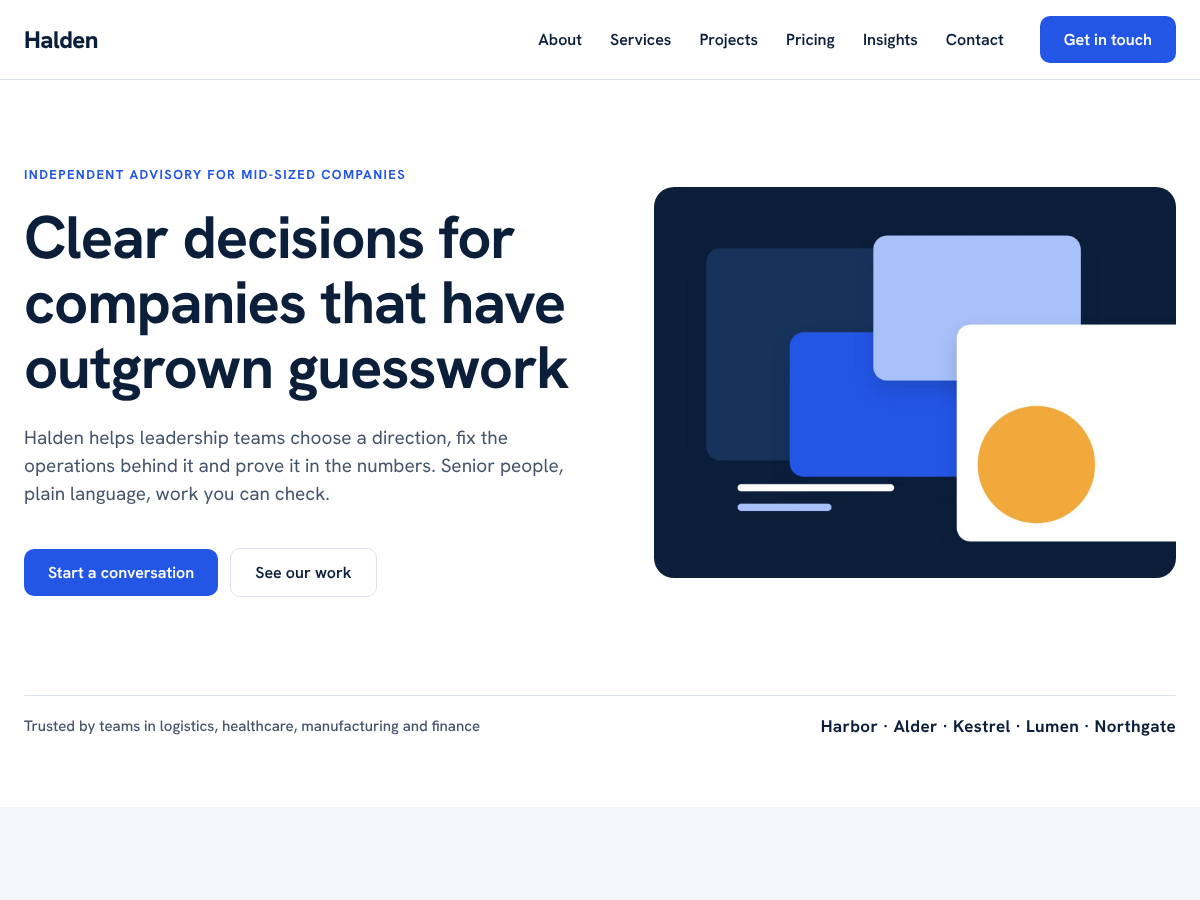 Halden
About Services Projects Pricing Insights Contact Get in touch
INDEPENDENT ADVISORY FOR MID-SIZED COMPANIES
Clear decisions for
companies that have
outgrown guesswork
Halden helps leadership teams choose a direction, fix the
operations behind it and prove it in the numbers. Senior people,
plain language, work you can check.
Start a conversation See our work
Trusted by teams in logistics, healthcare, manufacturing and finance
Harbor · Alder · Kestrel · Lumen · Northgate